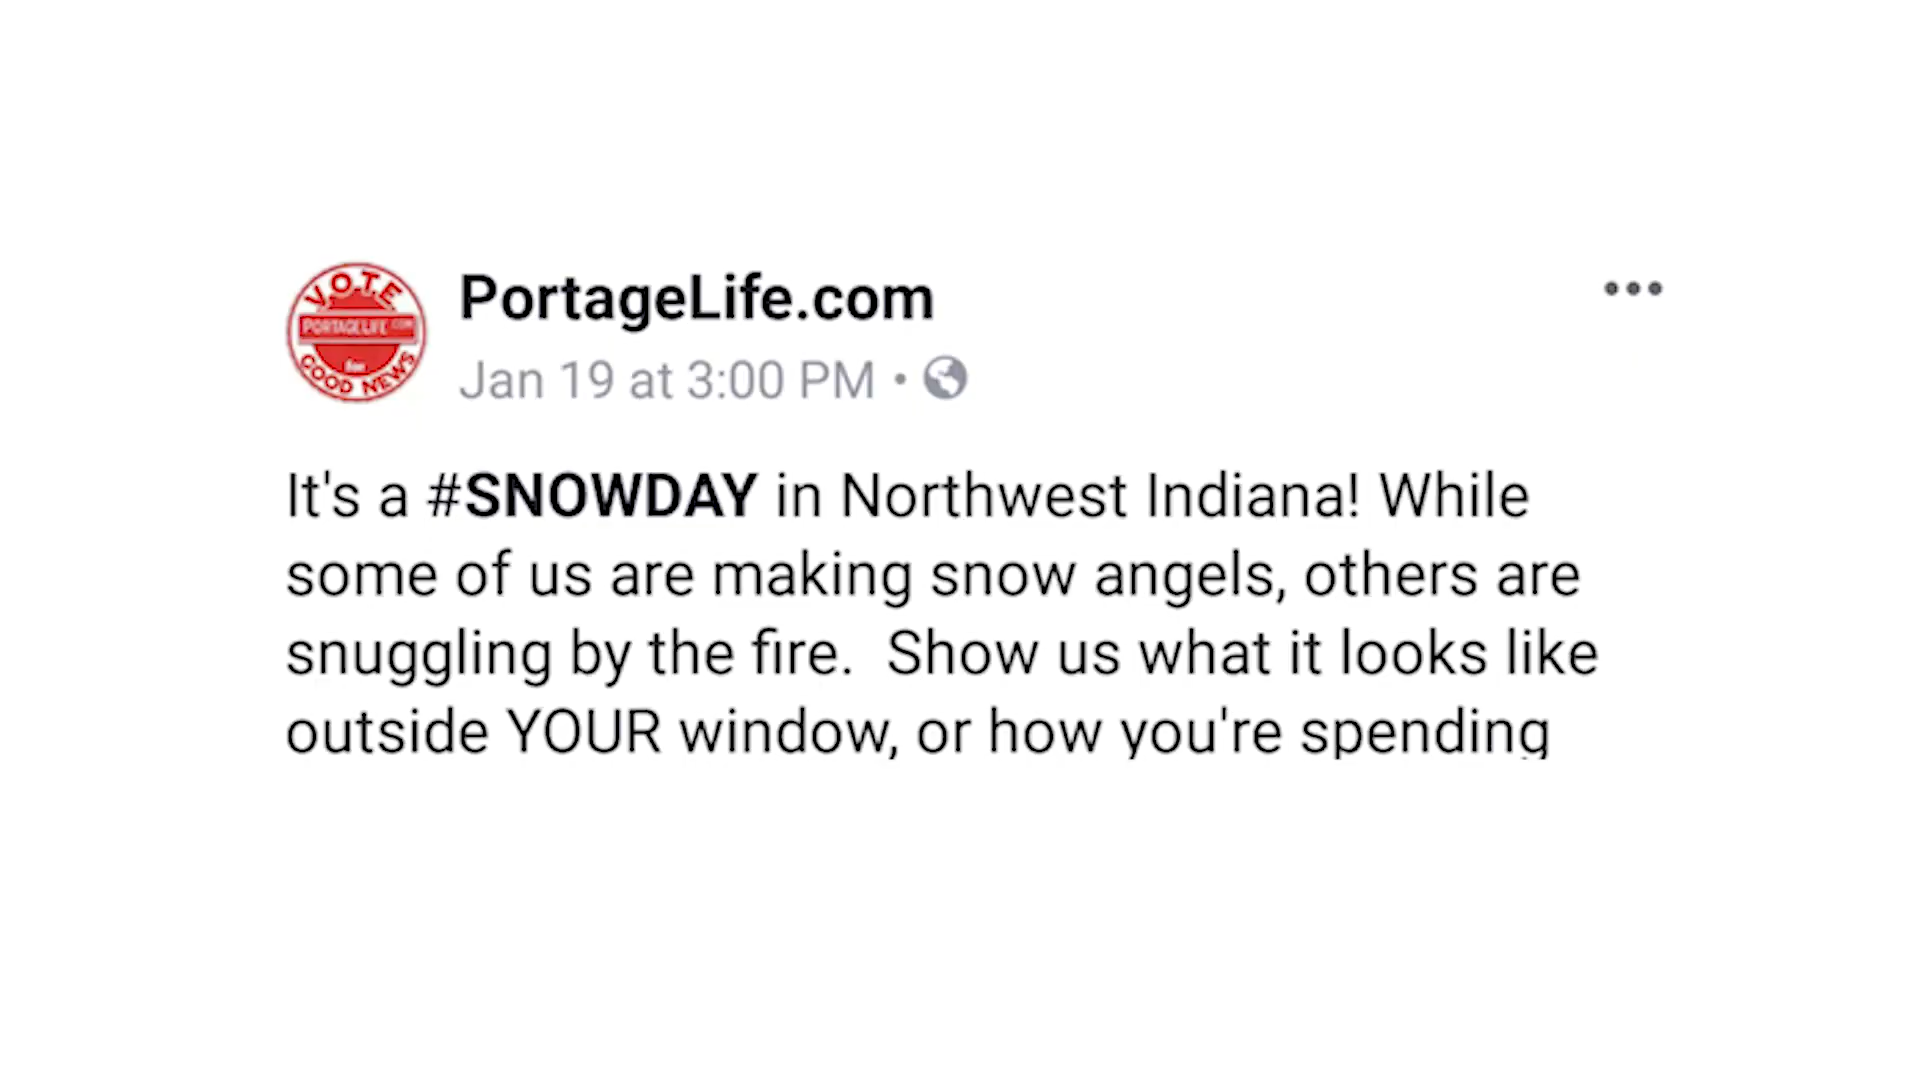 VOTE
PORTAGELIFE.COM
for
GOOD NEWS
PortageLife.com
Jan 19 at 3:00 PM •
It's a #SNOWDAY in Northwest Indiana! While
some of us are making snow angels, others are
snuggling by the fire.  Show us what it looks like
outside YOUR window, or how you're spending